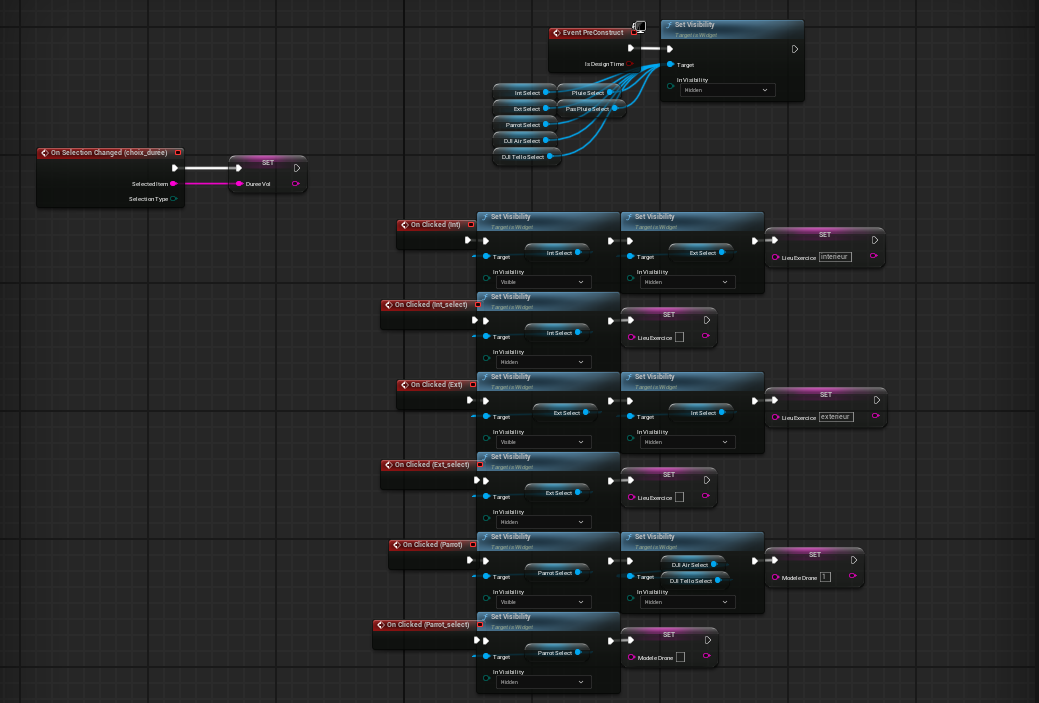 Event PreConstruct
Is Design Time
Set Visibility
Target is Widget
Target
In Visibility
Hidden
Int Select
Pluie Select
Ext Select
Pas Pluie Select
Parrot Select
DJI Air Select
DJI Tello Select
On Selection Changed (choix_durée)
Selected Item
Selection Type
SET
Duree Vol
On Clicked (Int)
Set Visibility
Target is Widget
Target
Int Select
In Visibility
Visible
Set Visibility
Target is Widget
Target
Ext Select
In Visibility
Hidden
SET
Lieu Exercice
interieur
On Clicked (Int_select)
Set Visibility
Target is Widget
Target
Int Select
In Visibility
Hidden
SET
Lieu Exercice
On Clicked (Ext)
Set Visibility
Target is Widget
Target
Ext Select
In Visibility
Visible
Set Visibility
Target is Widget
Target
Int Select
In Visibility
Hidden
SET
Lieu Exercice
exterieur
On Clicked (Ext_select)
Set Visibility
Target is Widget
Target
Ext Select
In Visibility
Hidden
SET
Lieu Exercice
On Clicked (Parrot)
Set Visibility
Target is Widget
Target
Parrot Select
In Visibility
Visible
Set Visibility
Target is Widget
DJI Air Select
Target
DJI Tello Select
In Visibility
Hidden
SET
Modele Drone
1
On Clicked (Parrot_select)
Set Visibility
Target is Widget
Target
Parrot Select
In Visibility
Hidden
SET
Modele Drone